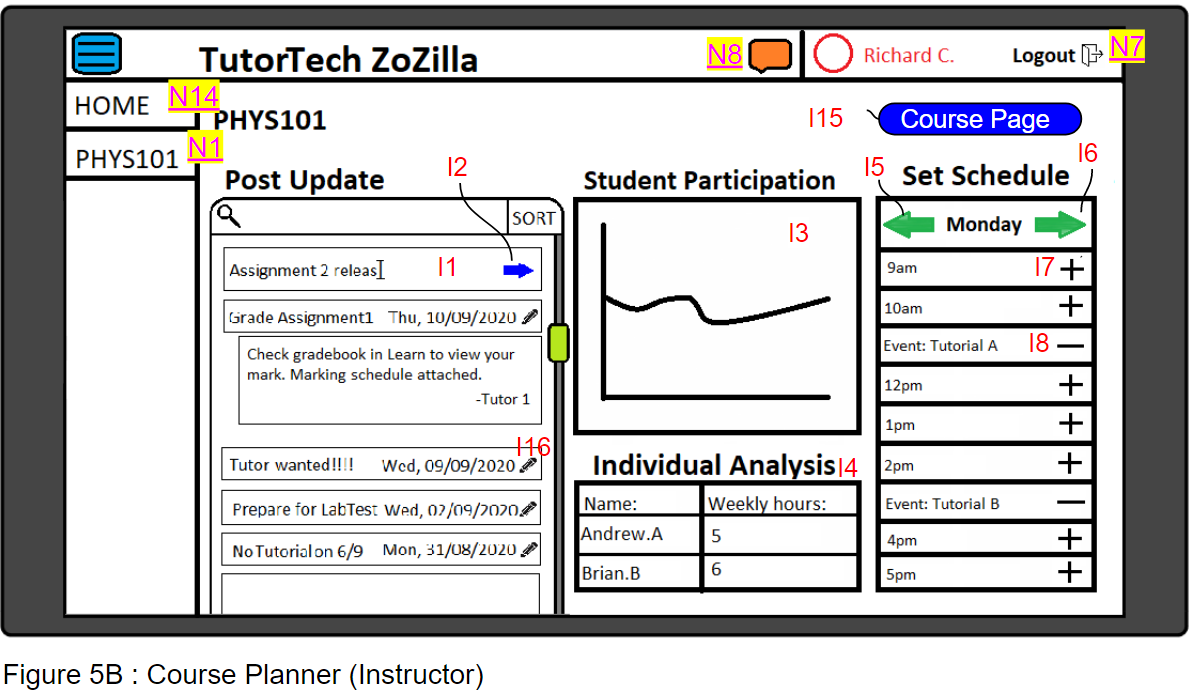 TutorTech ZoZilla
N8
Richard C.
Logout
N7
HOME
N14
PHYS101
N1
PHYS101
I15
Course Page
Post Update
I2
SORT
Assignment 2 releas
I1
Grade Assignment1 Thu, 10/09/2020
Check gradebook in Learn to view your
mark. Marking schedule attached.
-Tutor 1
I16
Tutor wanted!!!! Wed, 09/09/2020
Prepare for LabTest Wed, 02/09/2020
No Tutorial on 6/9 Mon, 31/08/2020
Student Participation
I3
Individual Analysis
I4
Name: Weekly hours:
Andrew.A 5
Brian.B 6
I5
I6
Set Schedule
Monday
9am
I7
10am
Event: Tutorial A
I8
12pm
1pm
2pm
Event: Tutorial B
4pm
5pm
Figure 5B : Course Planner (Instructor)